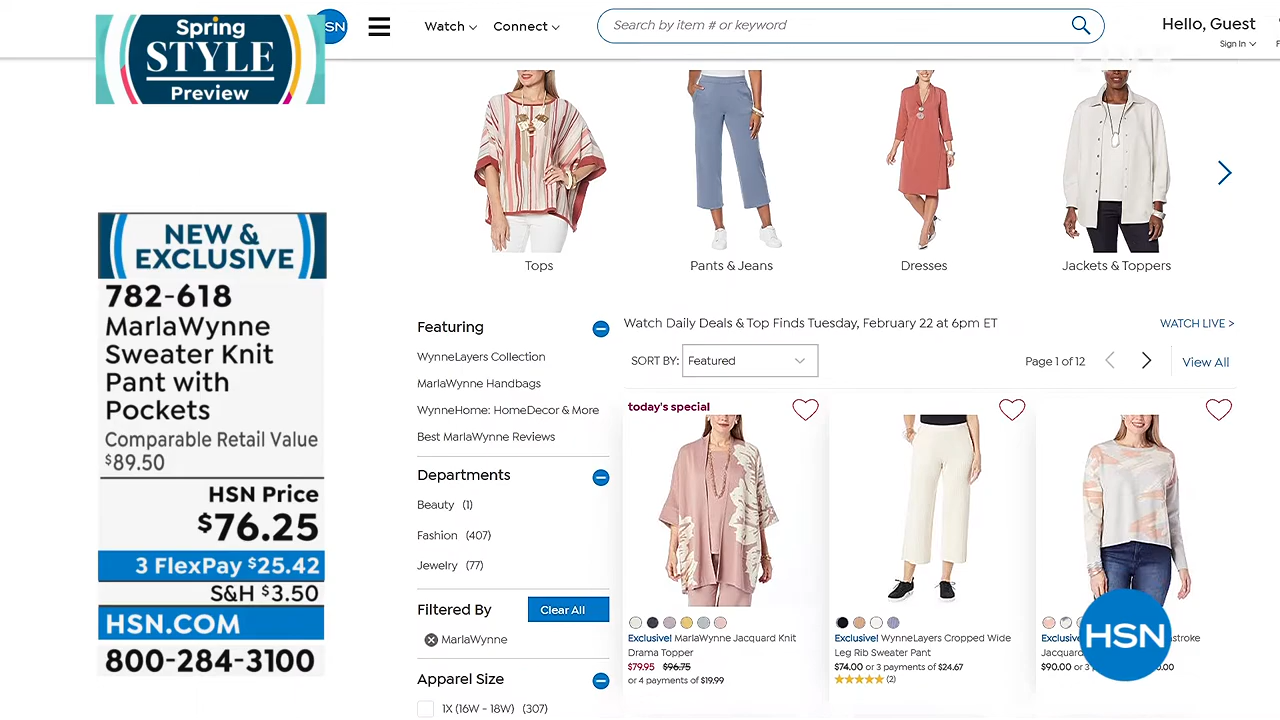 Spring
STYLE
Preview
HSN
Watch
Connect
Search by item # or keyword
Hello, Guest
Sign In
Tops
Pants & Jeans
Dresses
Jackets & Toppers
NEW &
EXCLUSIVE
782-618
MarlaWynne
Sweater Knit
Pant with
Pockets
Comparable Retail Value
$89.50
HSN Price
$76.25
3 FlexPay $25.42
S&H $3.50
HSN.COM
800-284-3100
Featuring
WynneLayers Collection
MarlaWynne Handbags
WynneHome: HomeDecor & More
Best MarlaWynne Reviews
Departments
Beauty (1)
Fashion (407)
Jewelry (77)
Filtered By
Clear All
MarlaWynne
Apparel Size
1X (16W - 18W) (307)
Watch Daily Deals & Top Finds Tuesday, February 22 at 6pm ET
WATCH LIVE >
SORT BY: Featured
Page 1 of 12
View All
today's special
Exclusive! MarlaWynne Jacquard Knit
Drama Topper
$79.95 $96.75
or 4 payments of $19.99
Exclusive! WynneLayers Cropped Wide
Leg Rib Sweater Pant
$74.00 or 3 payments of $24.67
(2)
Jacquar
$90.00 or 3
HSN